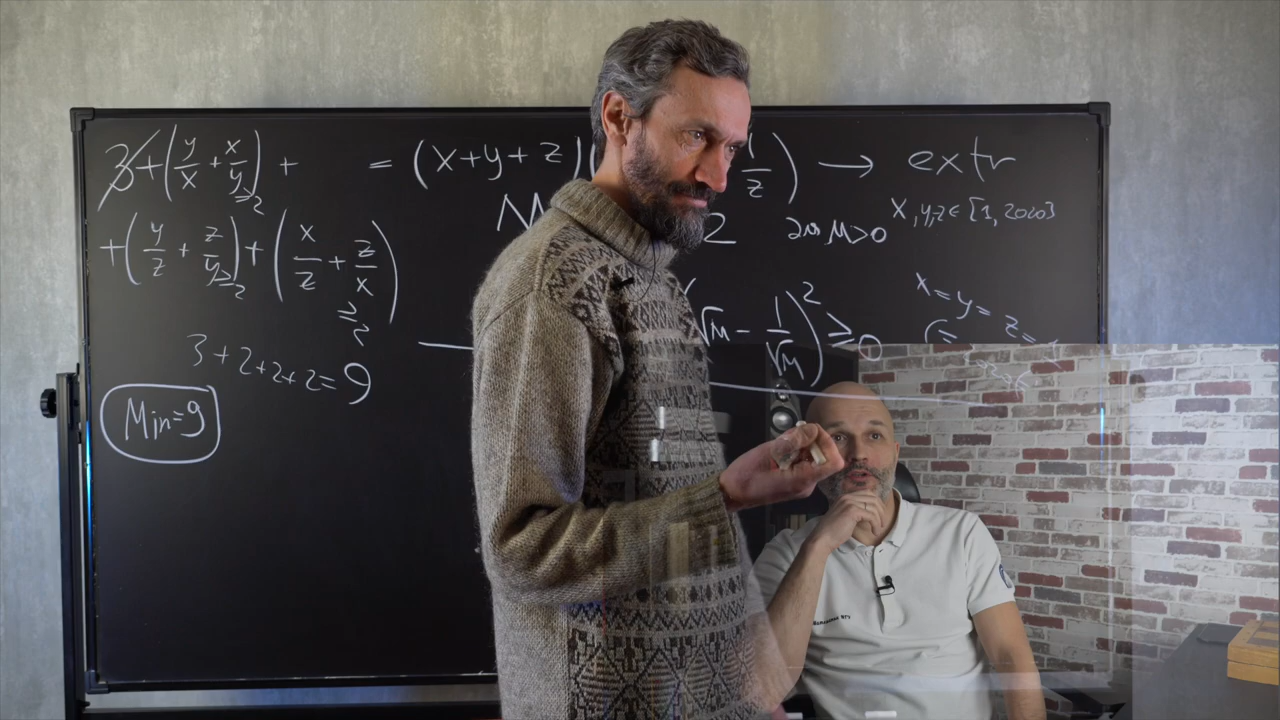 3 + (y/x + x/y) ≥ 2 + = (x + y + z)( 1/z) → extr
M 2 для M > 0 x, y, z ∈ [1, 2020]
+ (y/z + z/y) ≥ 2 + (x/z + z/x) ≥ 2
(√M − 1/√M)² ≥ 0
x = y = z =
3 + 2 + 2 + 2 = 9
Min = 9